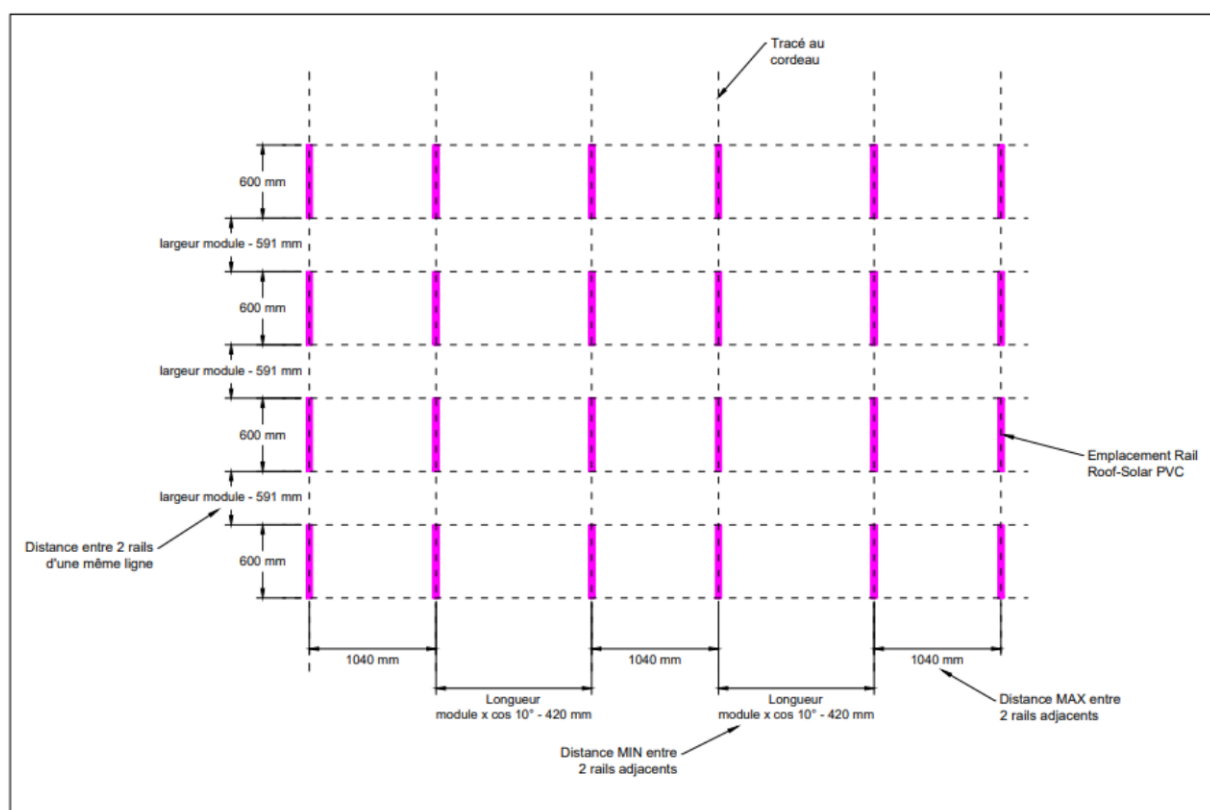 Tracé au
cordeau
600 mm
largeur module - 591 mm
600 mm
largeur module - 591 mm
600 mm
Emplacement Rail
Roof-Solar PVC
largeur module - 591 mm
Distance entre 2 rails
d'une même ligne
600 mm
1040 mm
1040 mm
1040 mm
Longueur
module x cos 10° - 420 mm
Longueur
module x cos 10° - 420 mm
Distance MAX entre
2 rails adjacents
Distance MIN entre
2 rails adjacents